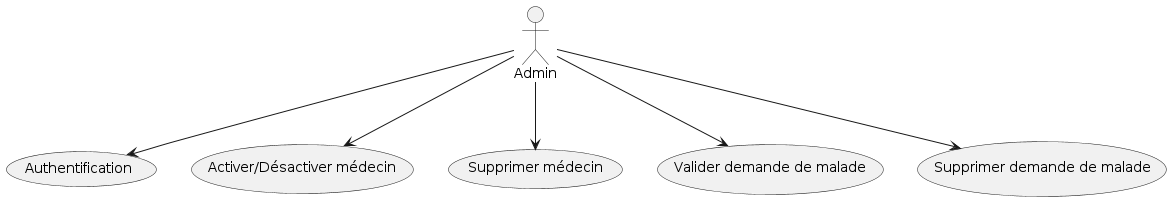 Admin
Authentification
Activer/Désactiver médecin
Supprimer médecin
Valider demande de malade
Supprimer demande de malade